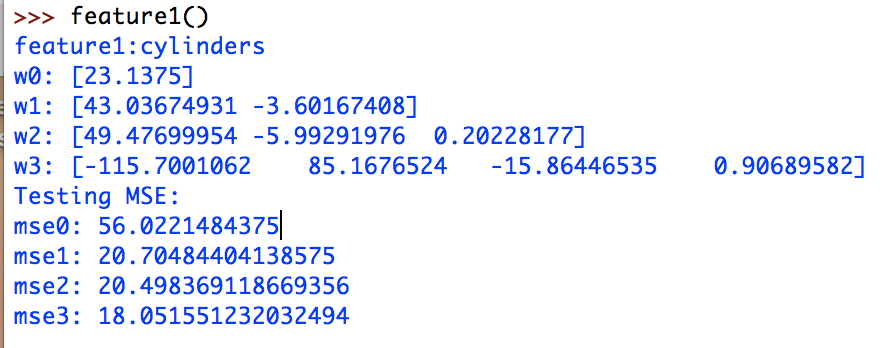 >>> feature1()
feature1:cylinders
w0: [23.1375]
w1: [43.03674931 -3.60167408]
w2: [49.47699954 -5.99291976  0.20228177]
w3: [-115.7001062    85.1676524   -15.86446535    0.90689582]
Testing MSE:
mse0: 56.0221484375
mse1: 20.70484404138575
mse2: 20.498369118669356
mse3: 18.051551232032494